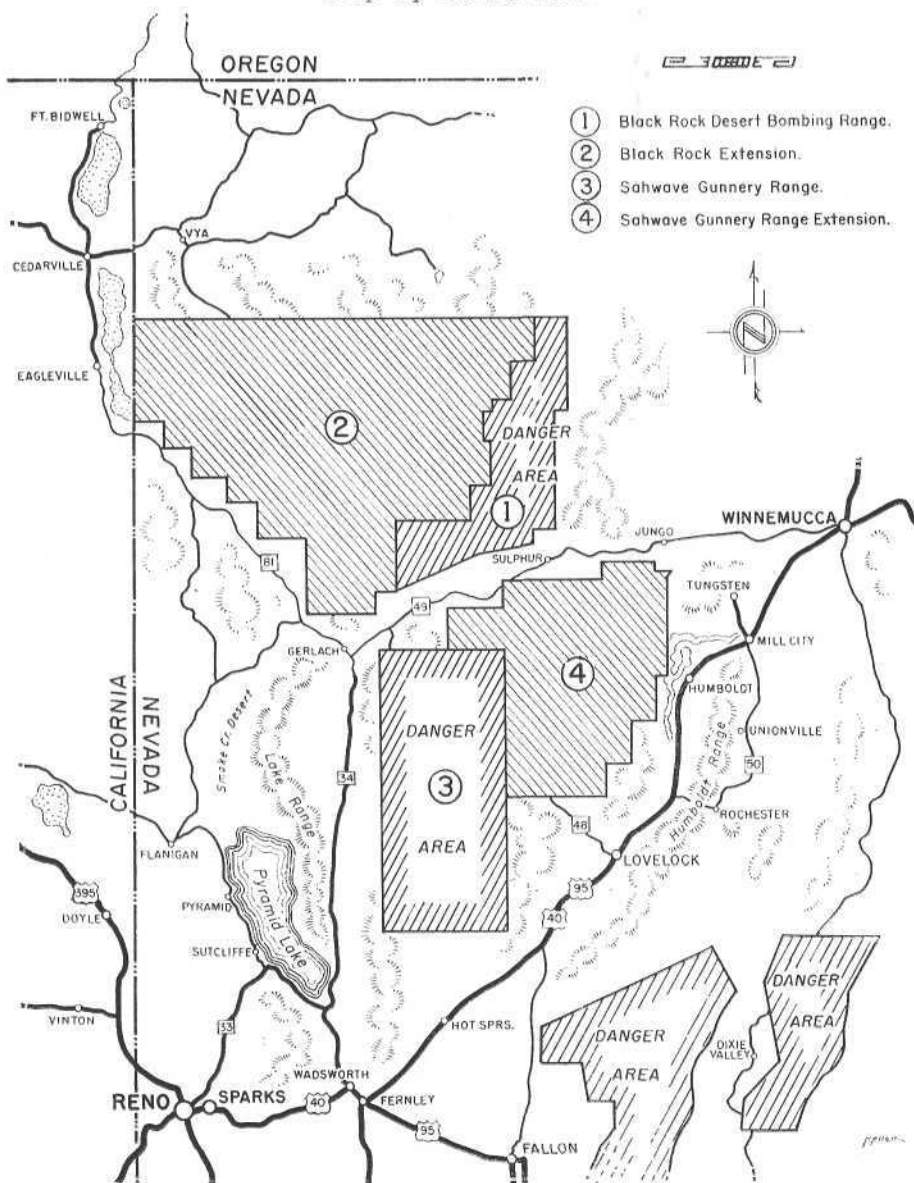 OREGON
NEVADA
FT. BIDWELL
1 Black Rock Desert Bombing Range.
2 Black Rock Extension.
3 Sahwave Gunnery Range.
4 Sahwave Gunnery Range Extension.
VYA
CEDARVILLE
N
EAGLEVILLE
2
DANGER
AREA
1
WINNEMUCCA
JUNGO
SULPHUR
81
TUNGSTEN
49
MILL CITY
GERLACH
4
HUMBOLDT
CALIFORNIA
NEVADA
Smoke Cr. Desert
Lake Range
DANGER
3
AREA
34
UNIONVILLE
Humboldt Range
50
ROCHESTER
48
FLANIGAN
LOVELOCK
95
40
395
DOYLE
PYRAMID
Pyramid Lake
SUTCLIFFE
DANGER
AREA
VINTON
33
HOT SPRS.
DANGER
AREA
DIXIE
VALLEY
WADSWORTH
RENO
SPARKS
40
FERNLEY
95
FALLON